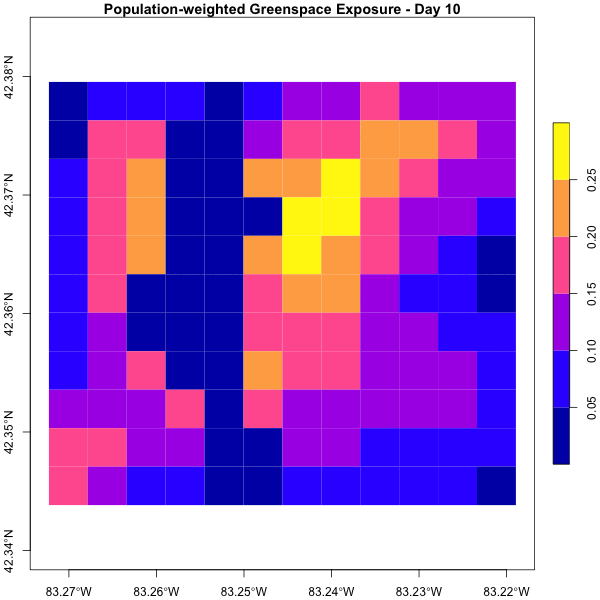 Population-weighted Greenspace Exposure - Day 10
42.38°N
42.37°N
42.36°N
42.35°N
42.34°N
83.27°W 83.26°W 83.25°W 83.24°W 83.23°W 83.22°W
0.25
0.20
0.15
0.10
0.05